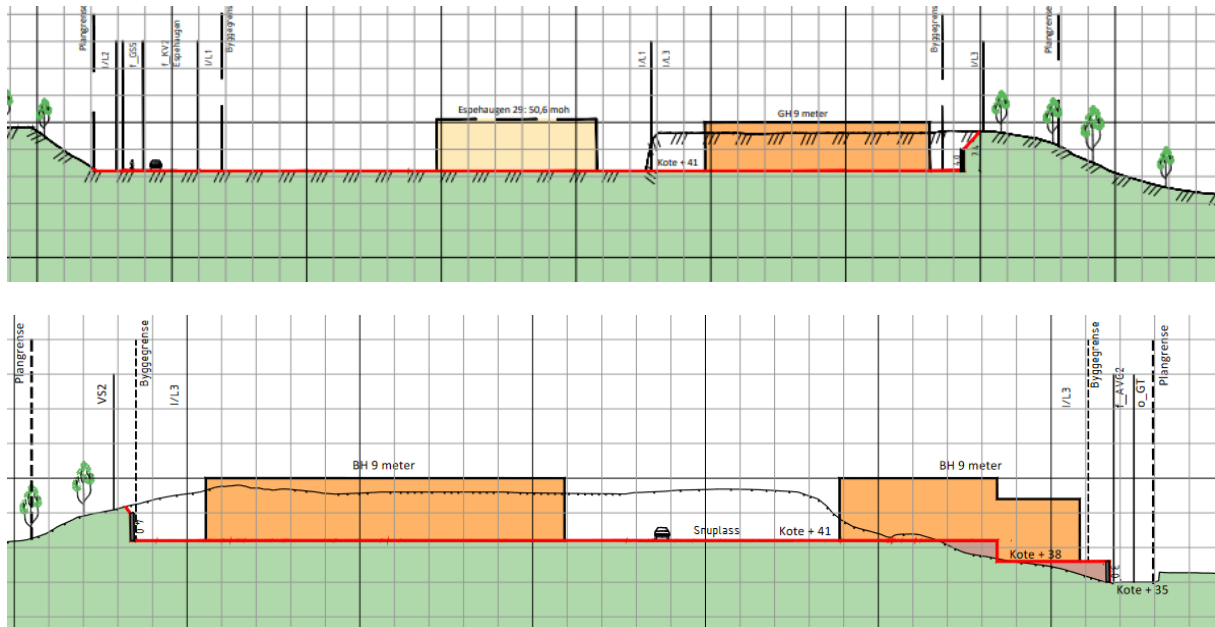 Plangrense
I/L2
f_GS5
f_KV2
Espehaugen
I/L1
Byggegrense
I/L1
I/L3
Byggegrense
I/L3
Plangrense
Espehaugen 29: 50,6 moh
GH 9 meter
Kote + 41
Plangrense
VS2
Byggegrense
I/L3
I/L3
Byggegrense
f_AVG2
o_GT
Plangrense
BH 9 meter
BH 9 meter
4,0
Snuplass
Kote + 41
Kote + 38
Kote + 35